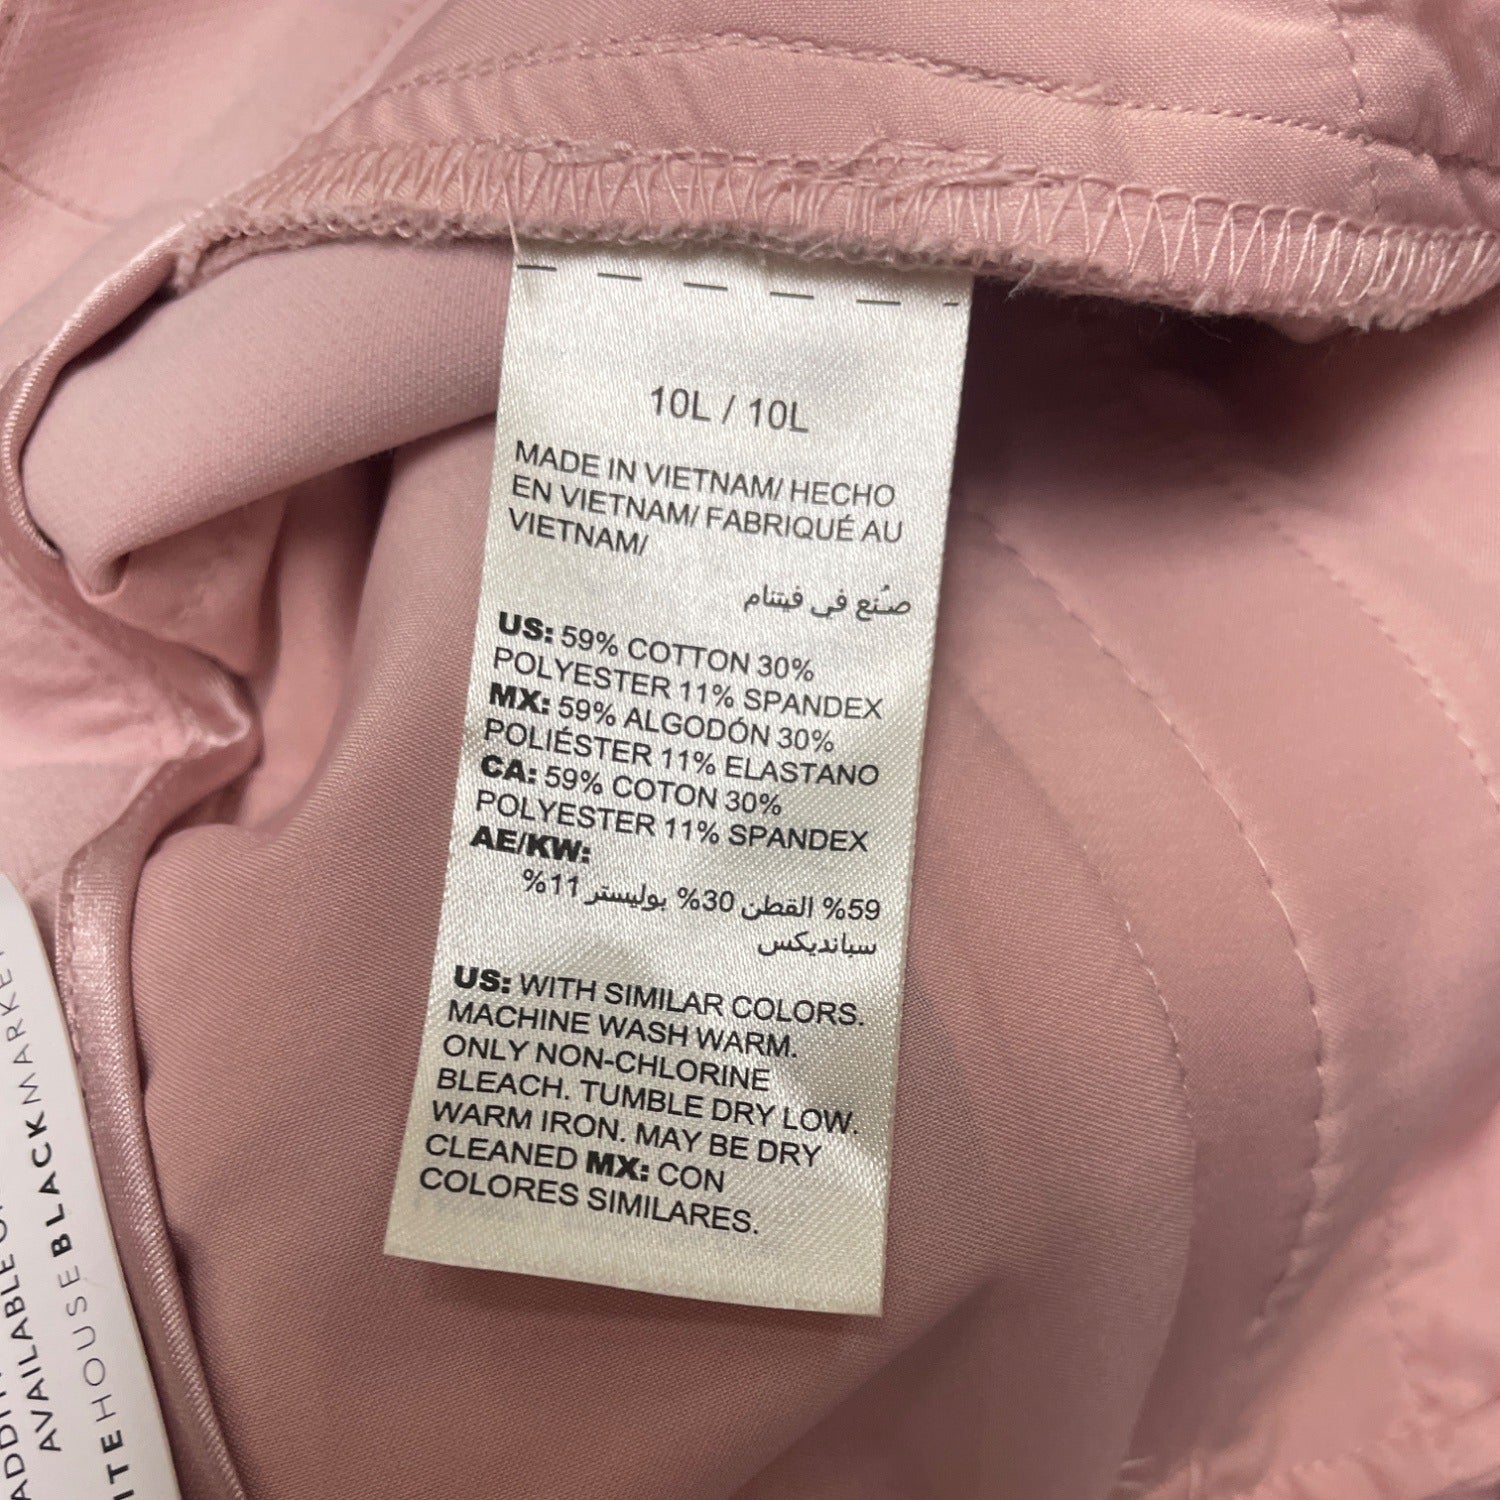 10L / 10L
MADE IN VIETNAM/ HECHO
EN VIETNAM/ FABRIQUÉ AU
VIETNAM/
صُنع في فيتنام
US: 59% COTTON 30%
POLYESTER 11% SPANDEX
MX: 59% ALGODÓN 30%
POLIÉSTER 11% ELASTANO
CA: 59% COTON 30%
POLYESTER 11% SPANDEX
AE/KW:
59% القطن 30% بوليستر 11%
سبانديكس
US: WITH SIMILAR COLORS.
MACHINE WASH WARM.
ONLY NON-CHLORINE
BLEACH. TUMBLE DRY LOW.
WARM IRON. MAY BE DRY
CLEANED MX: CON
COLORES SIMILARES.
AVAILABLE
HOUSEBLACKMARKET